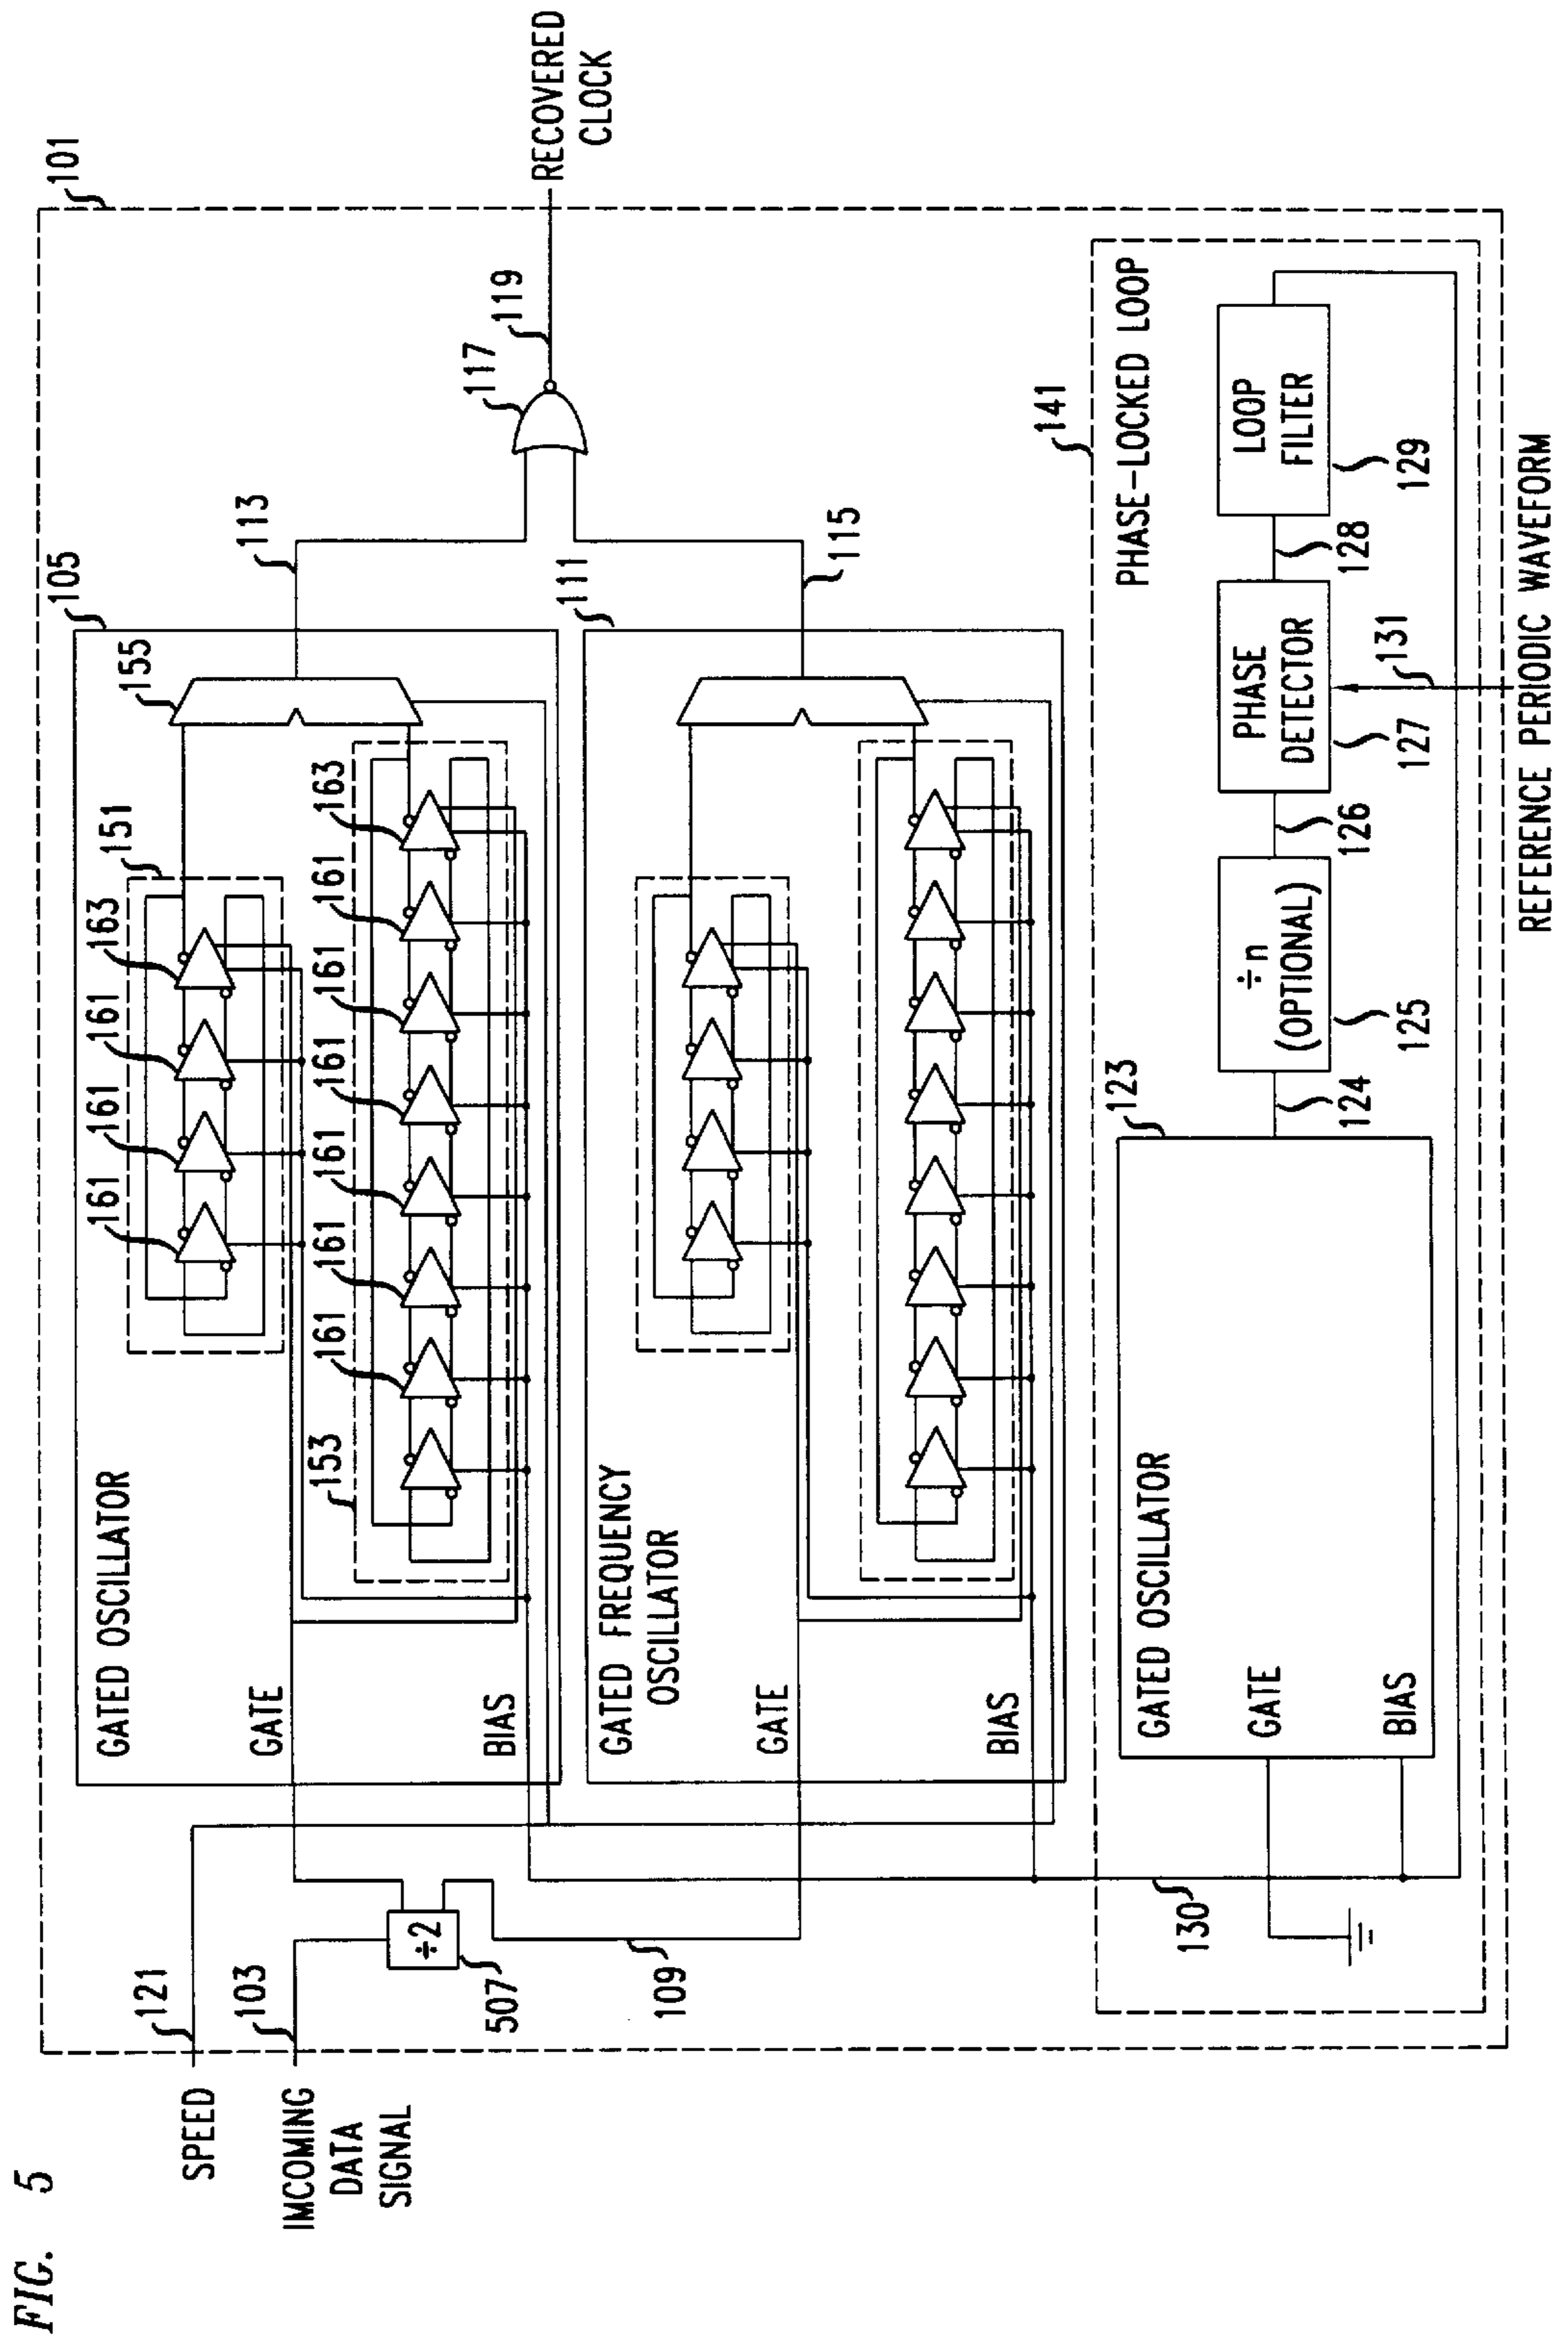 FIG. 5
SPEED
121
IMCOMING
DATA
SIGNAL
103
÷2
507
109
101
GATED OSCILLATOR
105
GATE
BIAS
151
161
161
161
163
153
161
161
161
161
161
161
163
155
113
GATED FREQUENCY
OSCILLATOR
111
GATE
BIAS
115
117
119
RECOVERED
CLOCK
PHASE-LOCKED LOOP
141
130
GATED OSCILLATOR
GATE
BIAS
123
124
÷n
(OPTIONAL)
125
126
PHASE
DETECTOR
127
131
REFERENCE PERIODIC WAVEFORM
128
LOOP
FILTER
129